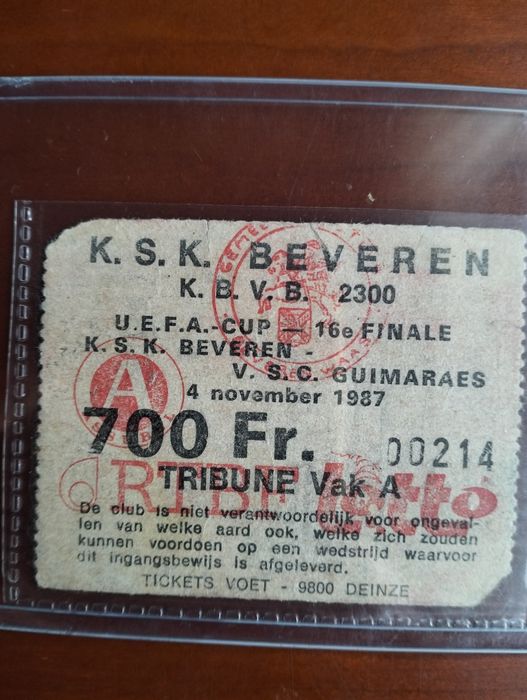 K. S. K. BEVEREN
K. B. V. B. 2300
U.E.F.A.-CUP — 16e FINALE
K. S. K. BEVEREN -
V. S.C. GUIMARAES
A
4 november 1987
700 Fr. 00214
TRIBUNE Vak A
lotto
De club is niet verantwoordelijk voor ongeval-
len van welke aard ook, welke zich zouden
kunnen voordoen op een wedstrijd waarvoor
dit ingangsbewijs is afgeleverd.
TICKETS VOET - 9800 DEINZE